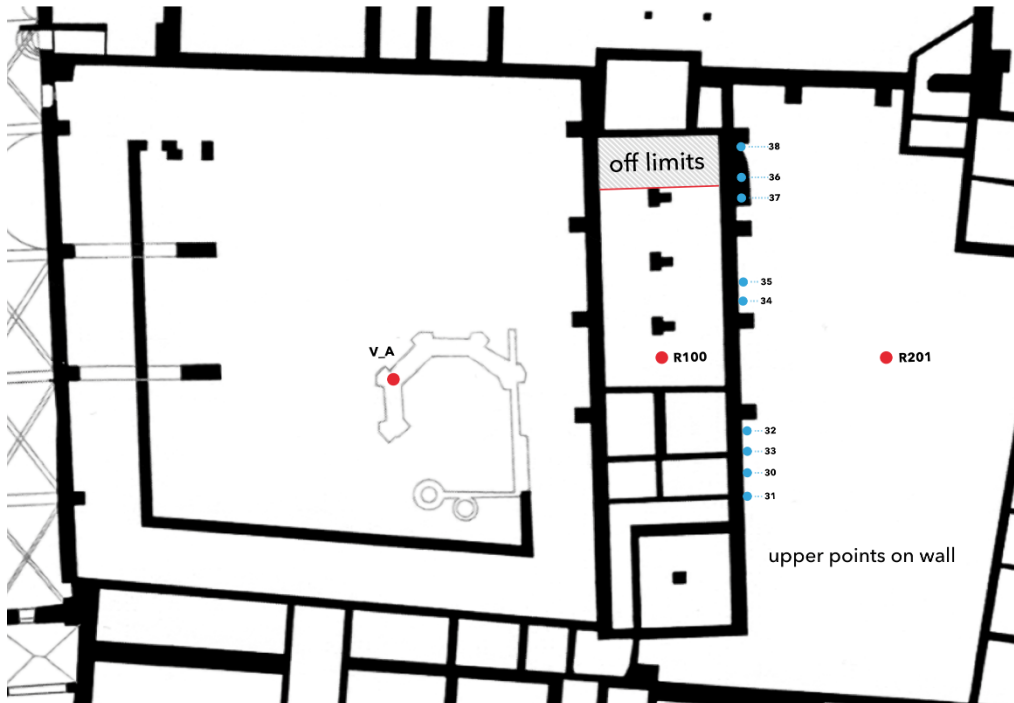 38
off limits
36
37
35
34
V_A
R100
R201
32
33
30
31
upper points on wall